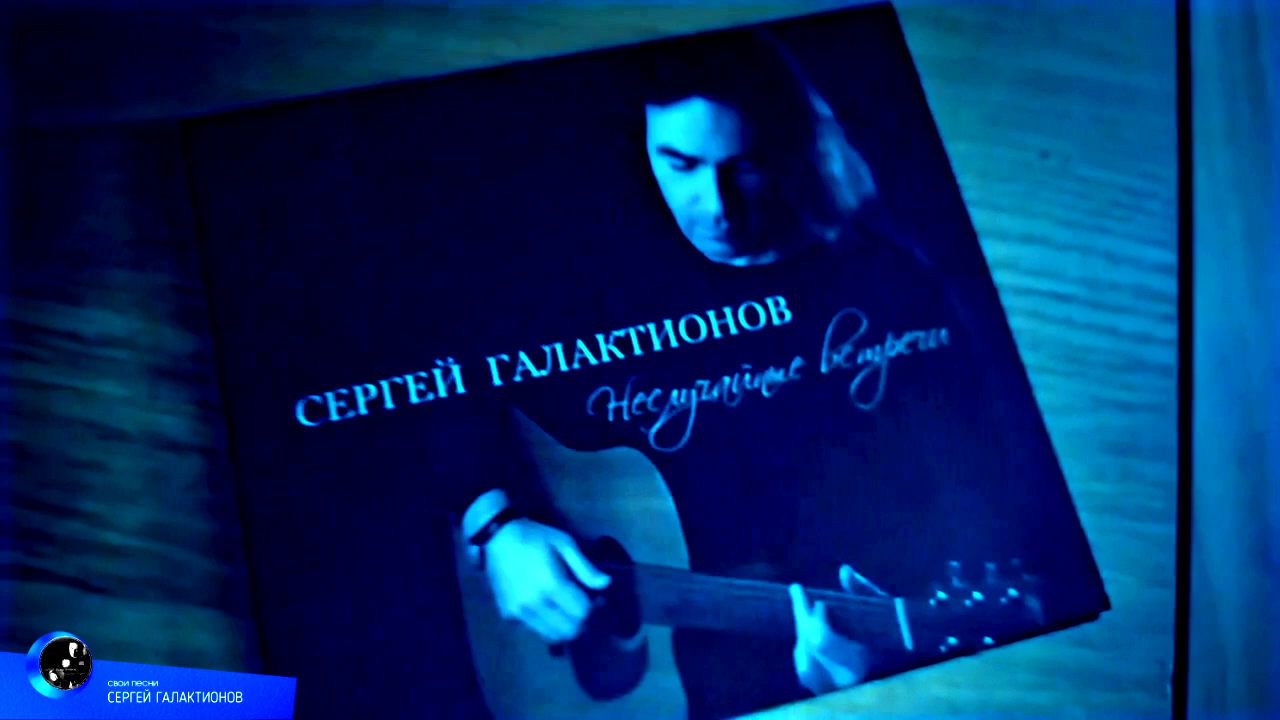 СЕРГЕЙ ГАЛАКТИОНОВ
Неслучайные встречи
СВОИ ПЕСНИ
СЕРГЕЙ ГАЛАКТИОНОВ